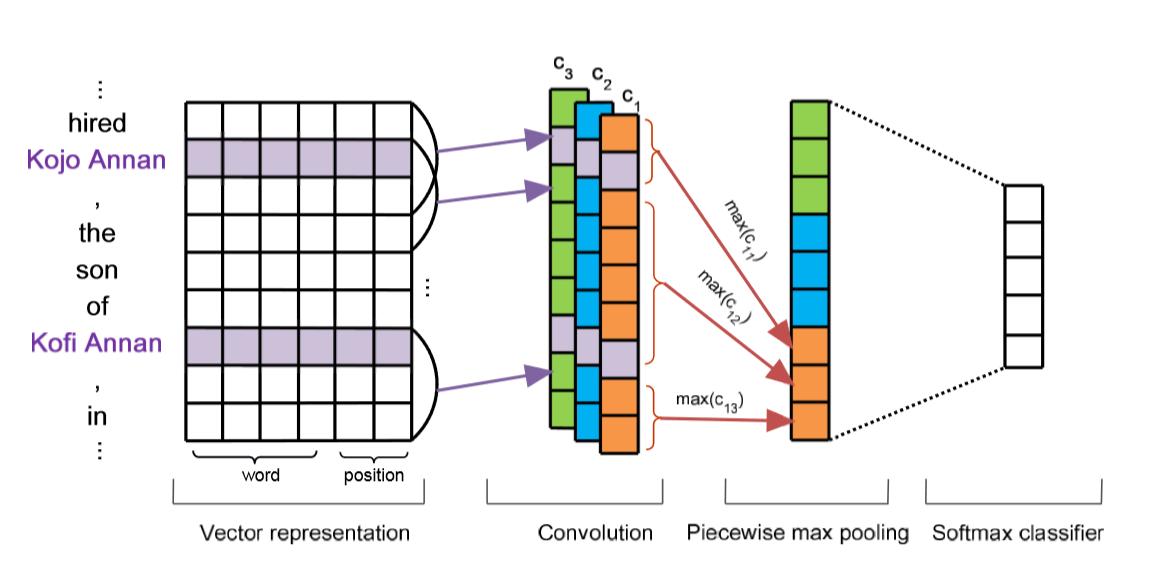 ⋮
hired
Kojo Annan
,
the
son
of
Kofi Annan
,
in
⋮
word
position
Vector representation
...
c3
c2
c1
Convolution
max(c11)
max(c12)
max(c13)
Piecewise max pooling
Softmax classifier